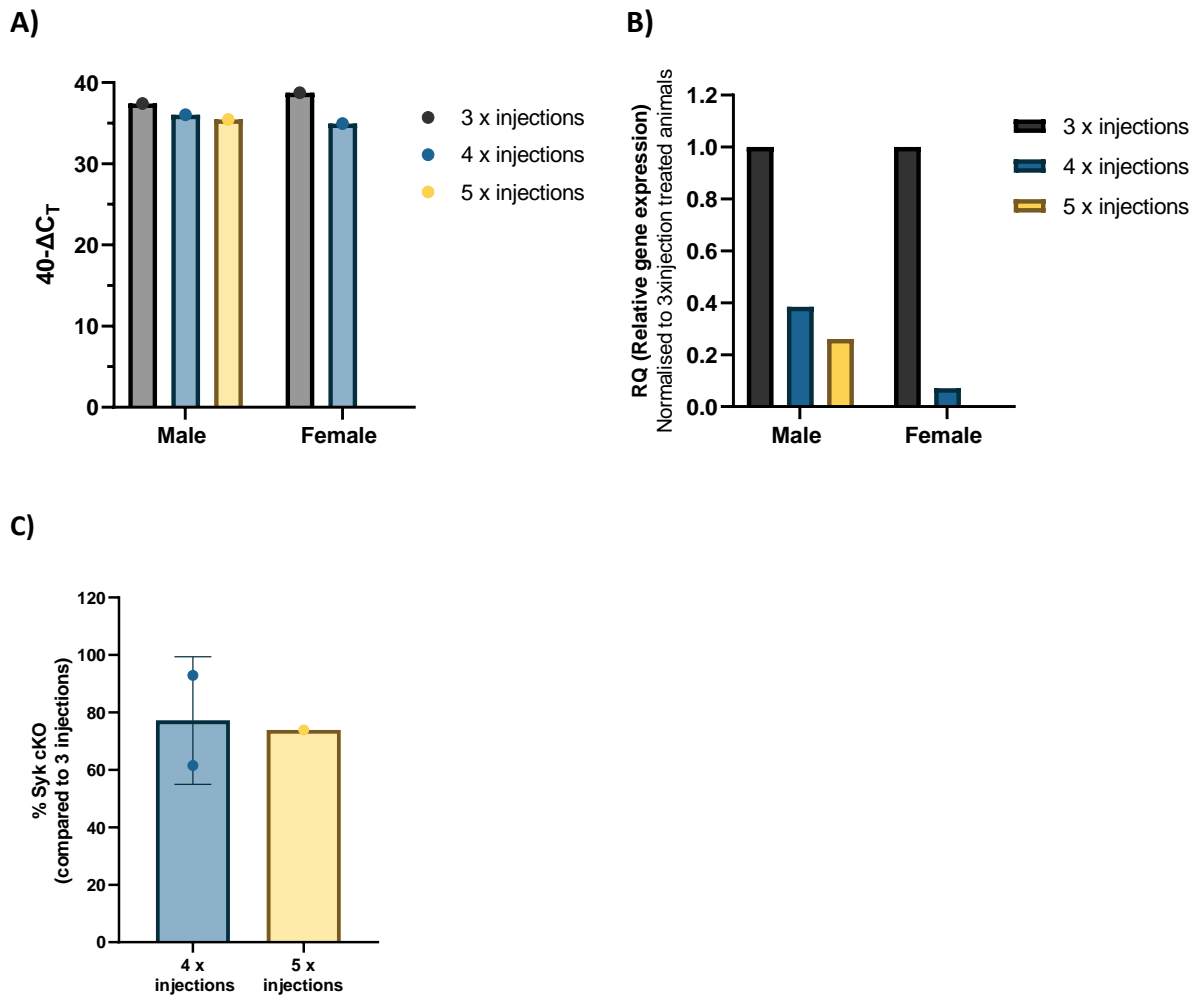 A)
40-ΔCT
40
30
20
10
0
Male
Female
3 x injections
4 x injections
5 x injections
B)
RQ (Relative gene expression)
Normalised to 3xinjection treated animals
1.2
1.0
0.8
0.6
0.4
0.2
0.0
Male
Female
3 x injections
4 x injections
5 x injections
C)
% Syk cKO
(compared to 3 injections)
120
100
80
60
40
20
0
4 x
injections
5 x
injections